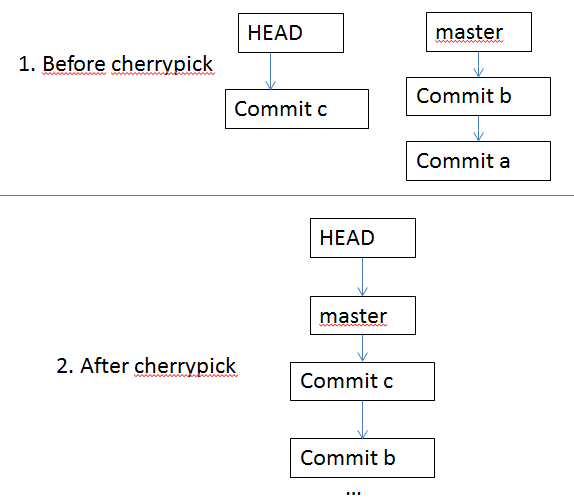 HEAD
master
1. Before cherrypick
Commit c
Commit b
Commit a
HEAD
master
2. After cherrypick
Commit c
Commit b
...